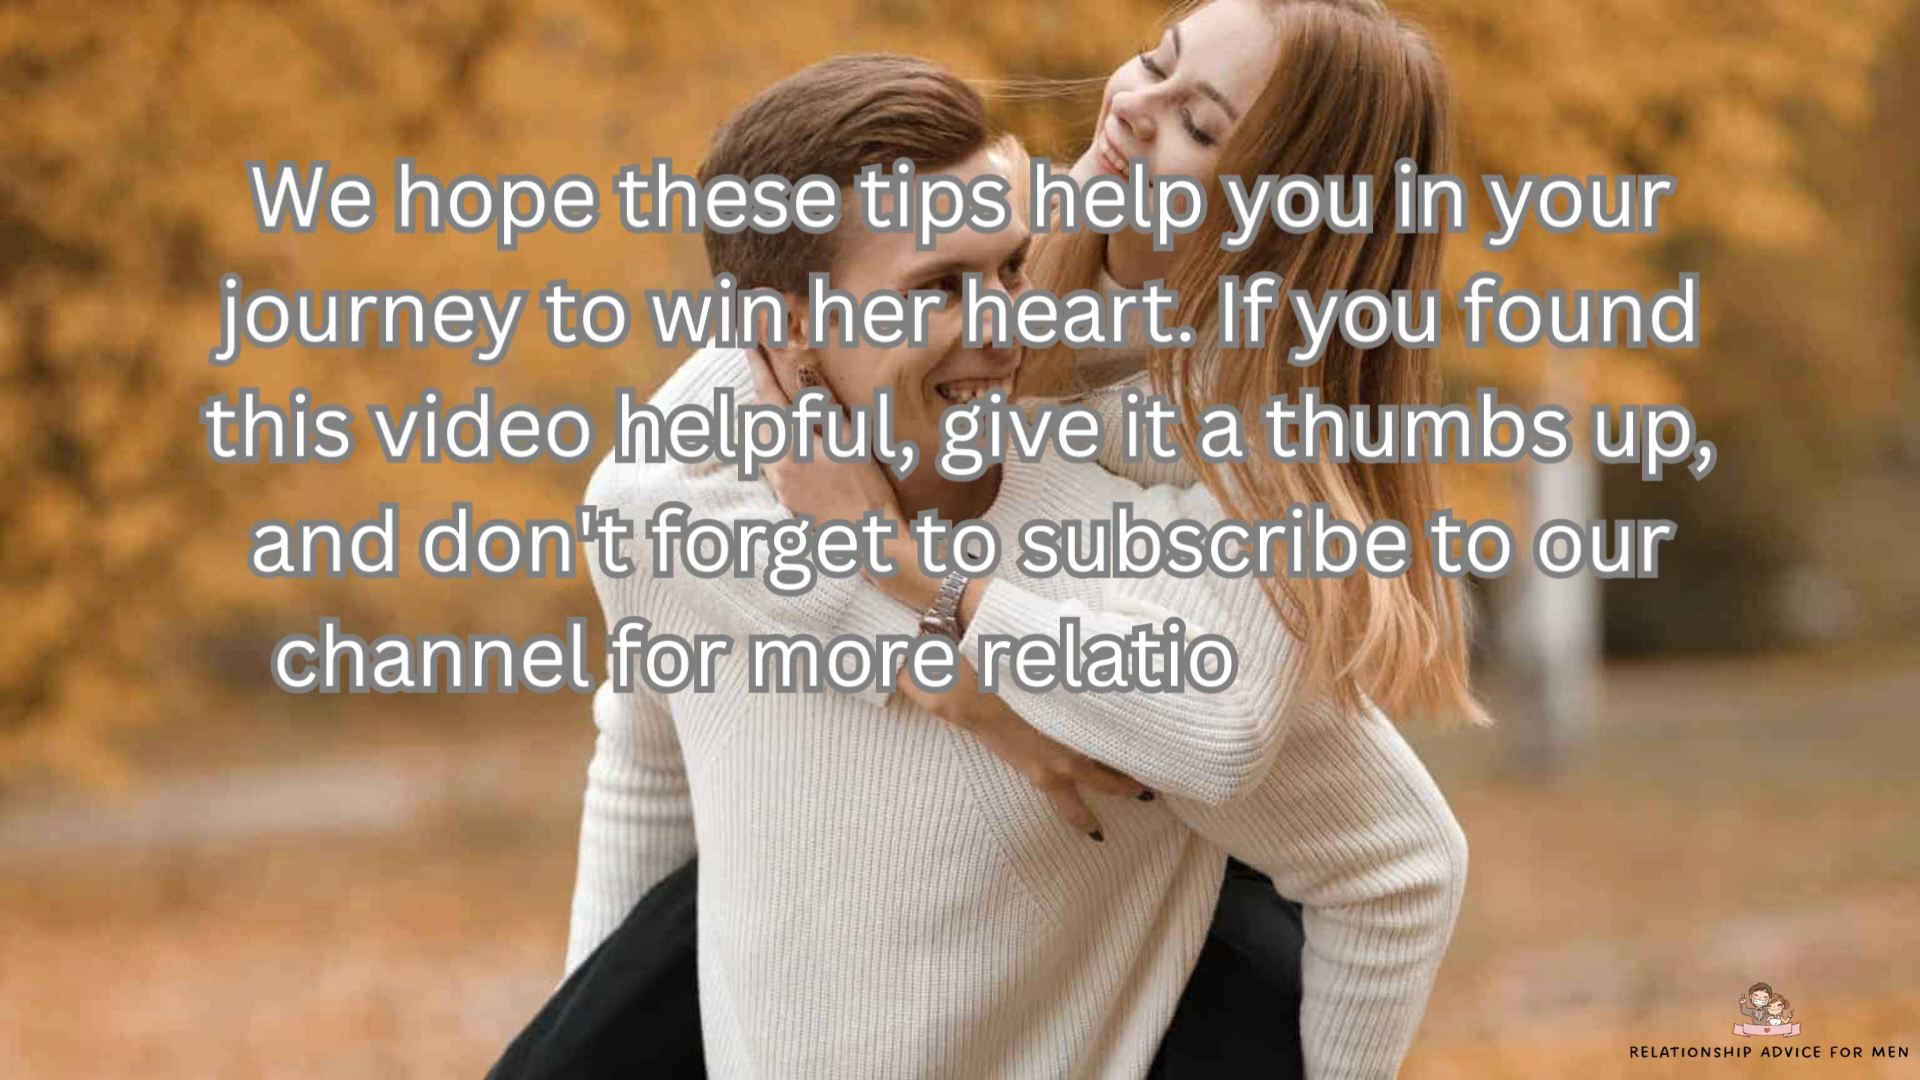 We hope these tips help you in your
journey to win her heart. If you found
this video helpful, give it a thumbs up,
and don't forget to subscribe to our
channel for more relatio
RELATIONSHIP ADVICE FOR MEN